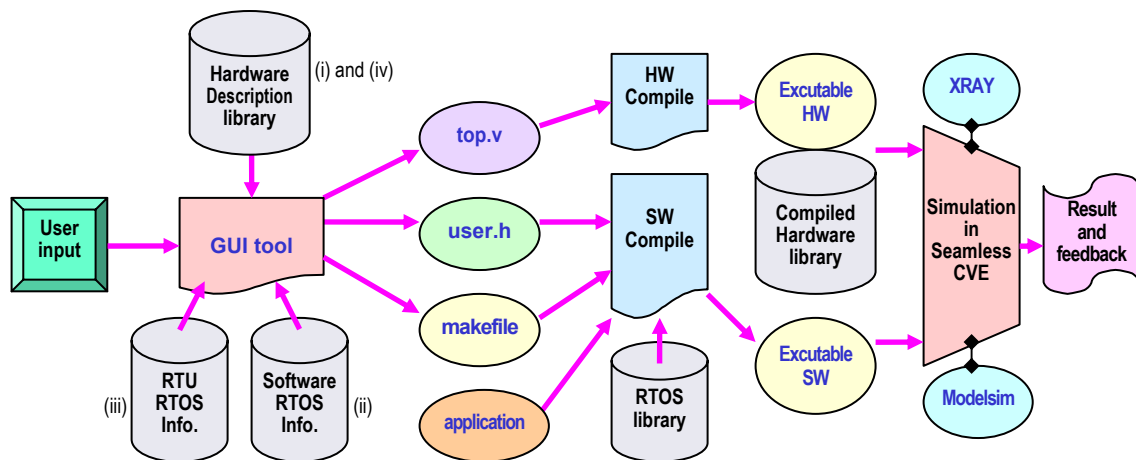 Hardware
Description
library
(i) and (iv)
HW
Compile
Excutable
HW
XRAY
top.v
User
input
GUI tool
user.h
SW
Compile
Compiled
Hardware
library
Simulation
in
Seamless
CVE
Result
and
feedback
makefile
RTU
RTOS
Info.
(iii)
Software
RTOS
Info.
(ii)
application
RTOS
library
Excutable
SW
Modelsim